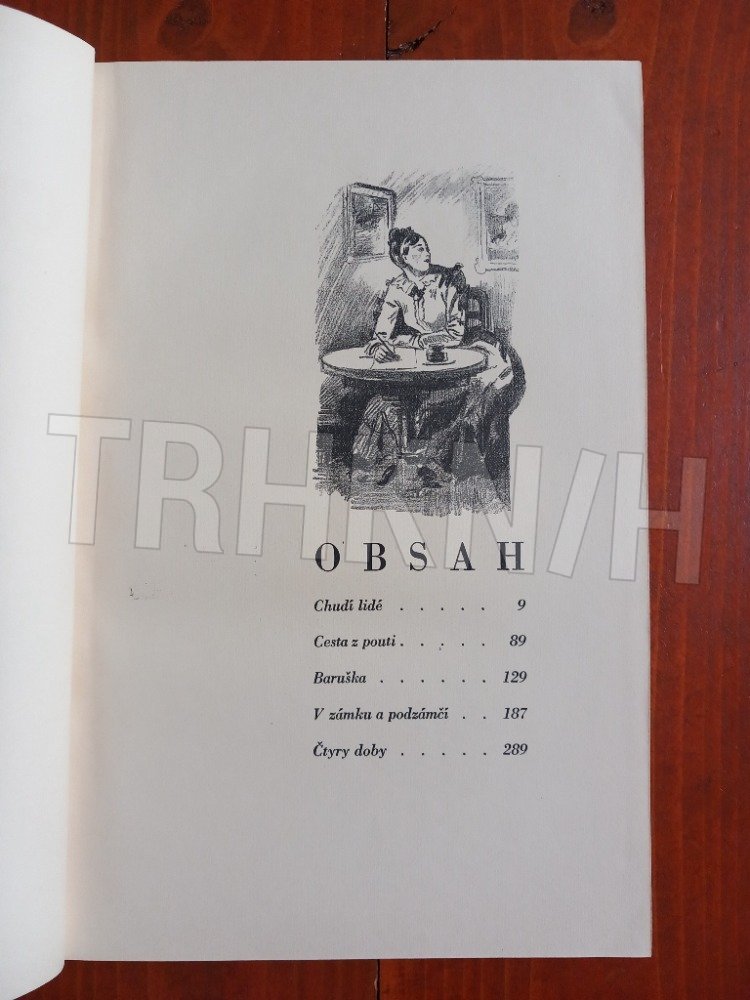 TRHKNIH
OBSAH
Chudí lidé . . . . . 9
Cesta z pouti . . . . . 89
Baruška . . . . . . 129
V zámku a podzámčí . . 187
Čtyry doby . . . . . 289